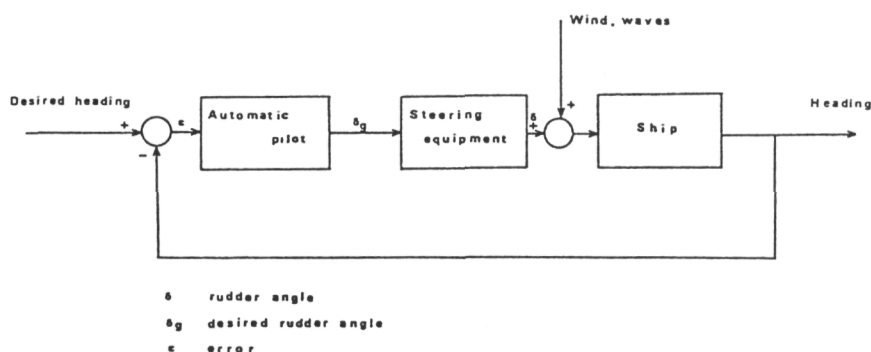 Wind, waves
Desired heading
Heading
+
−
ε
Automatic
pilot
δg
Steering
equipment
δ
+
+
Ship
δ rudder angle
δg desired rudder angle
ε error